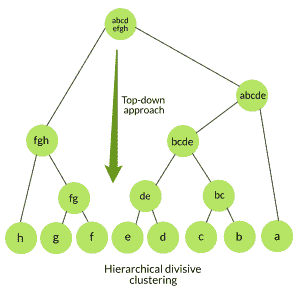 abcd
efgh
Top-down
approach
abcde
fgh
bcde
fg
de
bc
h
g
f
e
d
c
b
a
Hierarchical divisive
clustering